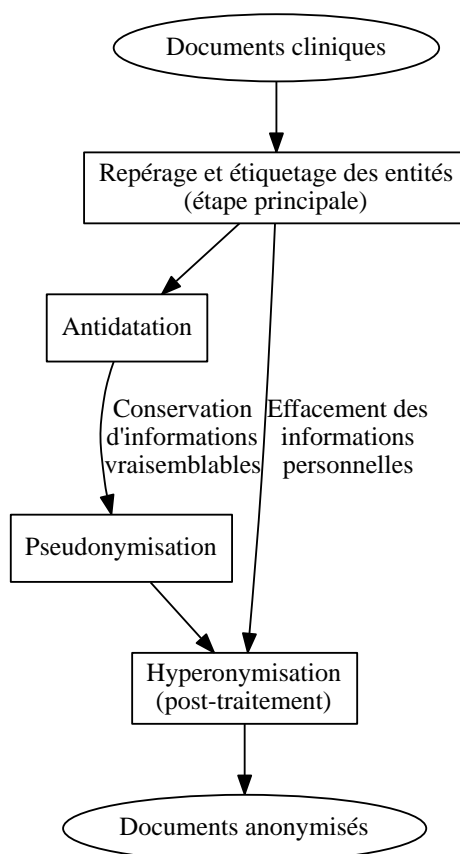 Documents cliniques
Repérage et étiquetage des entités
(étape principale)
Antidatation
Conservation
d'informations
vraisemblables
Effacement des
informations
personnelles
Pseudonymisation
Hyperonymisation
(post-traitement)
Documents anonymisés